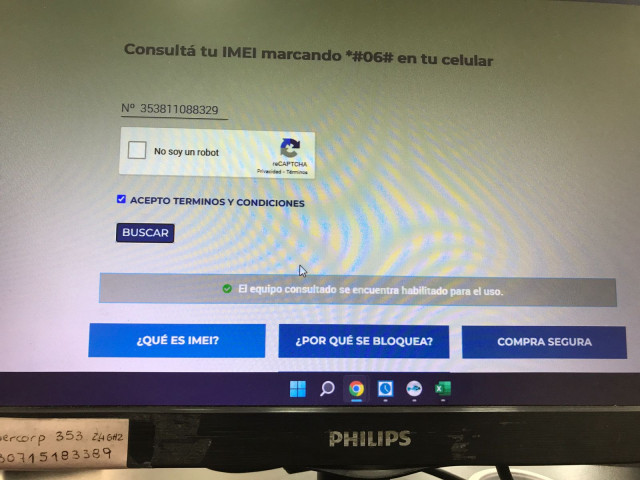 Consultá tu IMEI marcando *#06# en tu celular
Nº 353811088329
No soy un robot
reCAPTCHA
Privacidad - Términos
ACEPTO TERMINOS Y CONDICIONES
BUSCAR
El equipo consultado se encuentra habilitado para el uso.
¿QUÉ ES IMEI?
¿POR QUÉ SE BLOQUEA?
COMPRA SEGURA
PHILIPS
353 2.4GHz
30715183389